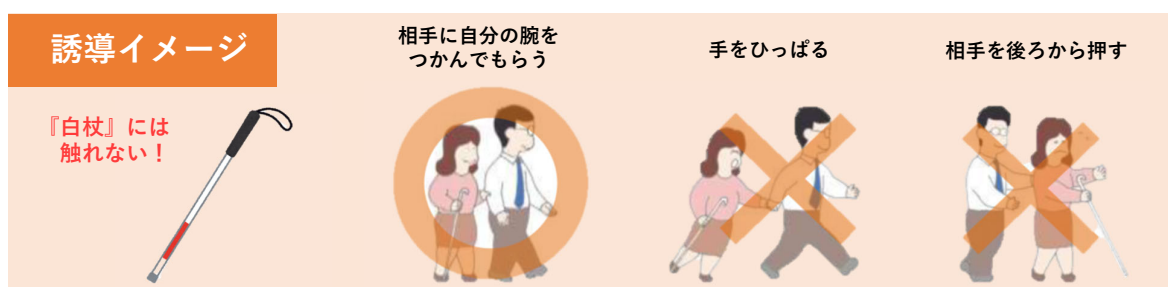 誘導イメージ
『白杖』には
触れない！
相手に自分の腕を
つかんでもらう
手をひっぱる
相手を後ろから押す